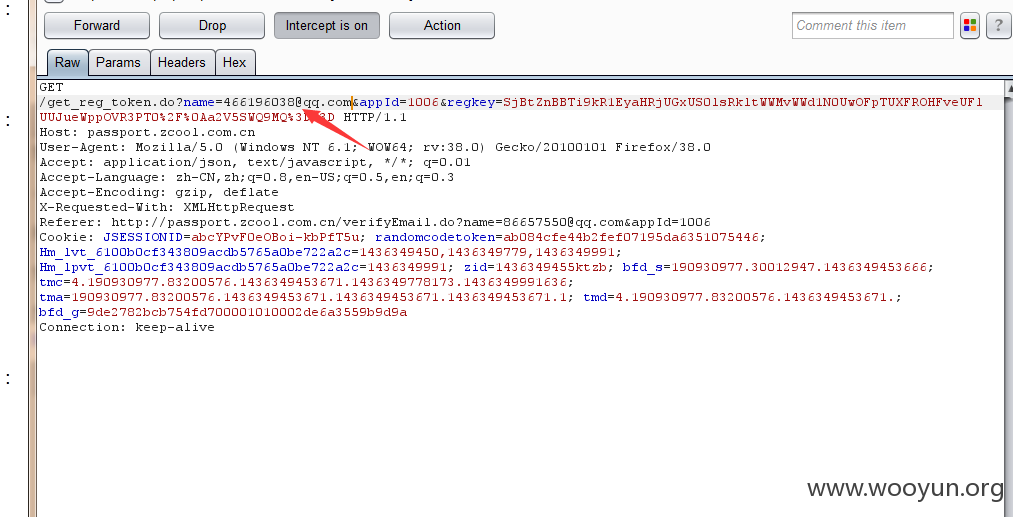 Forward Drop Intercept is on Action Comment this item ?
Raw Params Headers Hex
GET
/get_reg_token.do?name=466196038@qq.com&appId=1006&regkey=
HTTP/1.1
Host: passport.zcool.com.cn
User-Agent: Mozilla/5.0 (Windows NT 6.1; WOW64; rv:38.0) Gecko/20100101 Firefox/38.0
Accept: application/json, text/javascript, */*; q=0.01
Accept-Language: zh-CN,zh;q=0.8,en-US;q=0.5,en;q=0.3
Accept-Encoding: gzip, deflate
X-Requested-With: XMLHttpRequest
Referer: http://passport.zcool.com.cn/verifyEmail.do?name=86657550@qq.com&appId=1006
Cookie: JSESSIONID=abcYPvF0eOBoi-kbPfT5u; randomcodetoken=ab084cfe44b2fef07195da6351075446;
Hm_lvt_6100b0cf343809acdb5765a0be722a2c=1436349450,1436349779,1436349991;
Hm_lpvt_6100b0cf343809acdb5765a0be722a2c=1436349991; zid=1436349455ktzb; bfd_s=190930977.30012947.1436349453666;
tmc=4.190930977.83200576.1436349453671.1436349778173.1436349991636;
tma=190930977.83200576.1436349453671.1436349453671.1436349453671.1; tmd=4.190930977.83200576.1436349453671.;
bfd_g=9de2782bcb754fd700001010002de6a3559b9d9a
Connection: keep-alive
www.wooyun.org